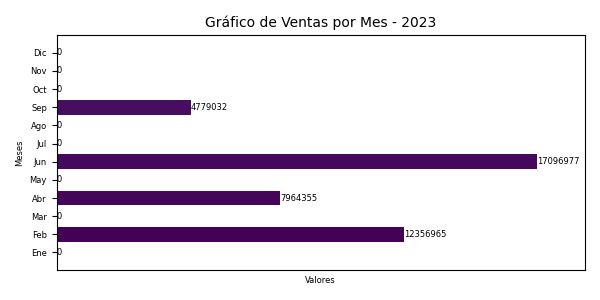 Gráfico de Ventas por Mes - 2023
Dic 0
Nov 0
Oct 0
Sep 4779032
Ago 0
Jul 0
Jun 17096977
May 0
Abr 7964355
Mar 0
Feb 12356965
Ene 0
Meses
Valores